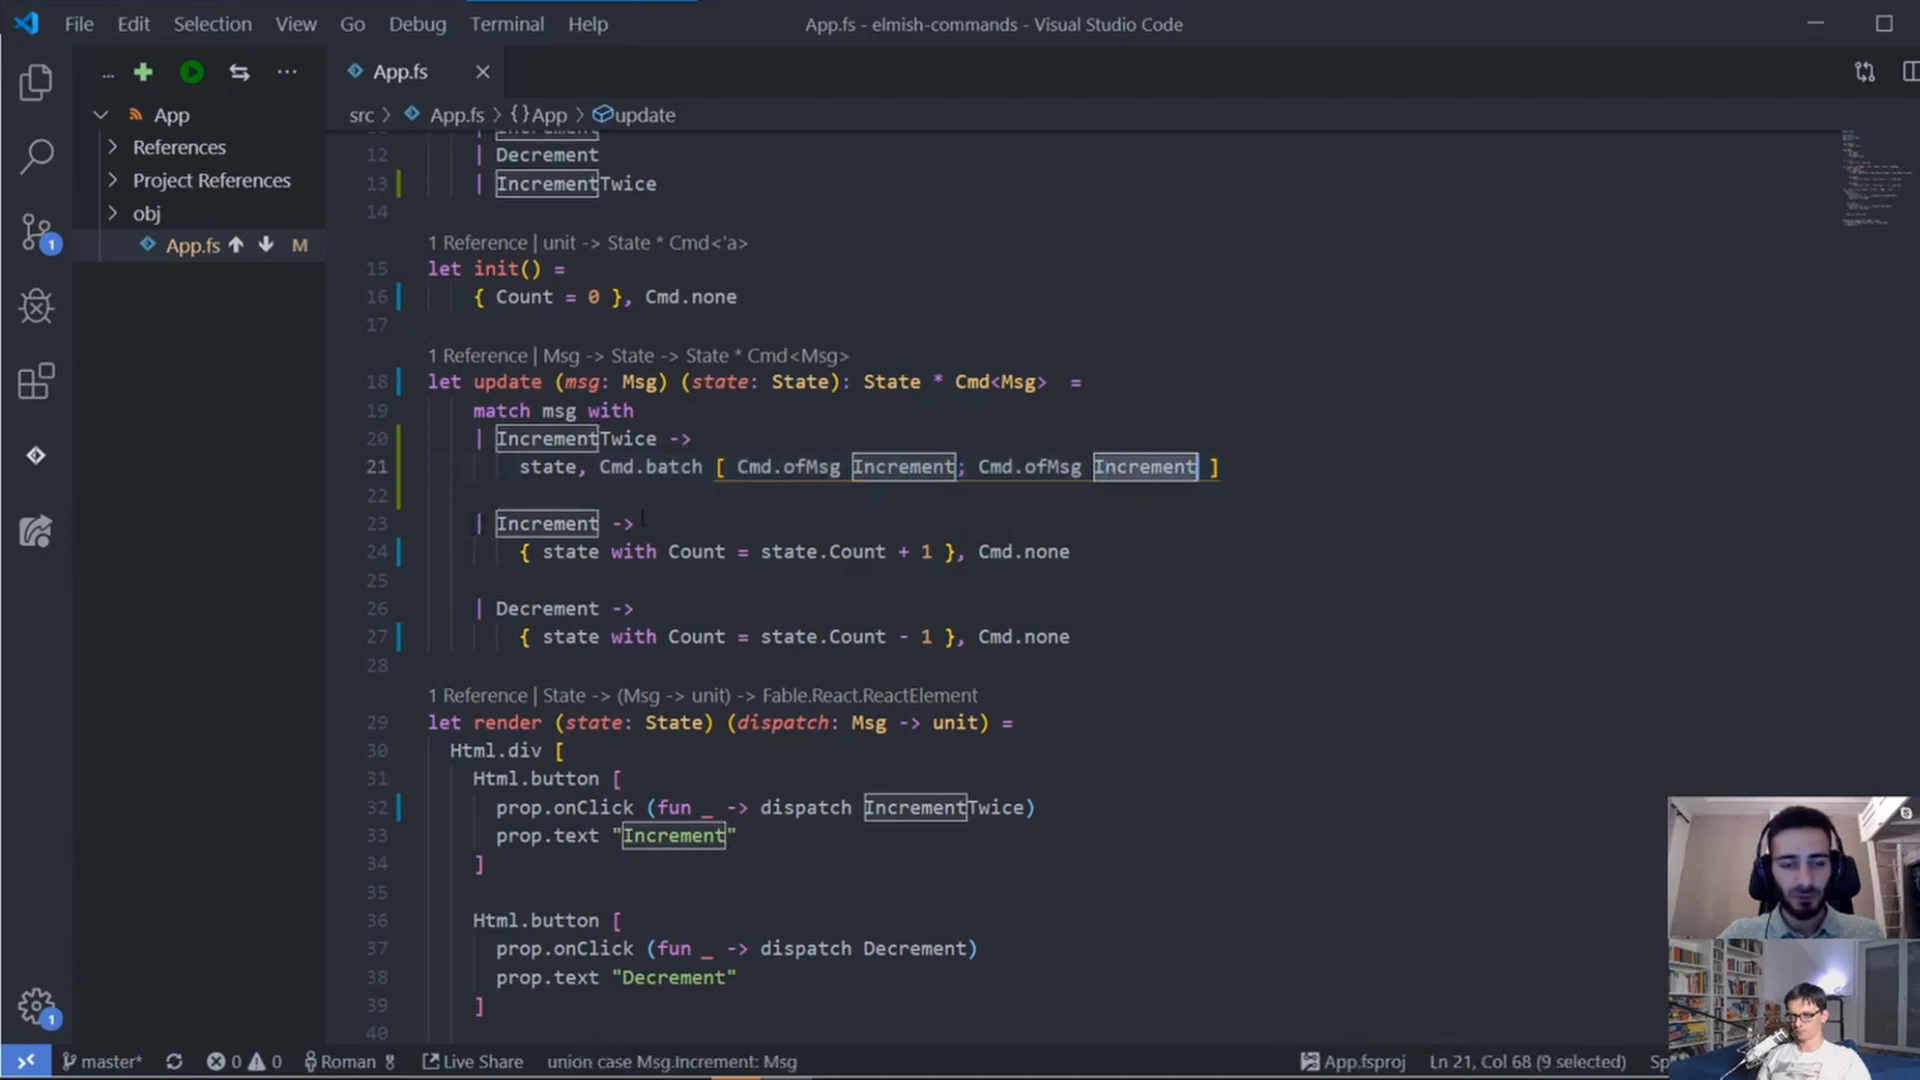 File Edit Selection View Go Debug Terminal Help App.fs - elmish-commands - Visual Studio Code
... App.fs
src > App.fs > {} App > update
App
References
Project References
obj
App.fs M
1
12 | Decrement
13 | IncrementTwice
14
1 Reference | unit -> State * Cmd<'a>
15 let init() =
16 { Count = 0 }, Cmd.none
17
1 Reference | Msg -> State -> State * Cmd<Msg>
18 let update (msg: Msg) (state: State): State * Cmd<Msg> =
19 match msg with
20 | IncrementTwice ->
21 state, Cmd.batch [ Cmd.ofMsg Increment; Cmd.ofMsg Increment ]
22
23 | Increment ->
24 { state with Count = state.Count + 1 }, Cmd.none
25
26 | Decrement ->
27 { state with Count = state.Count - 1 }, Cmd.none
28
1 Reference | State -> (Msg -> unit) -> Fable.React.ReactElement
29 let render (state: State) (dispatch: Msg -> unit) =
30 Html.div [
31 Html.button [
32 prop.onClick (fun _ -> dispatch IncrementTwice)
33 prop.text "Increment"
34 ]
35
36 Html.button [
37 prop.onClick (fun _ -> dispatch Decrement)
38 prop.text "Decrement"
39 ]
40
1
master* 0 0 Roman Live Share union case Msg.Increment: Msg App.fsproj Ln 21, Col 68 (9 selected)